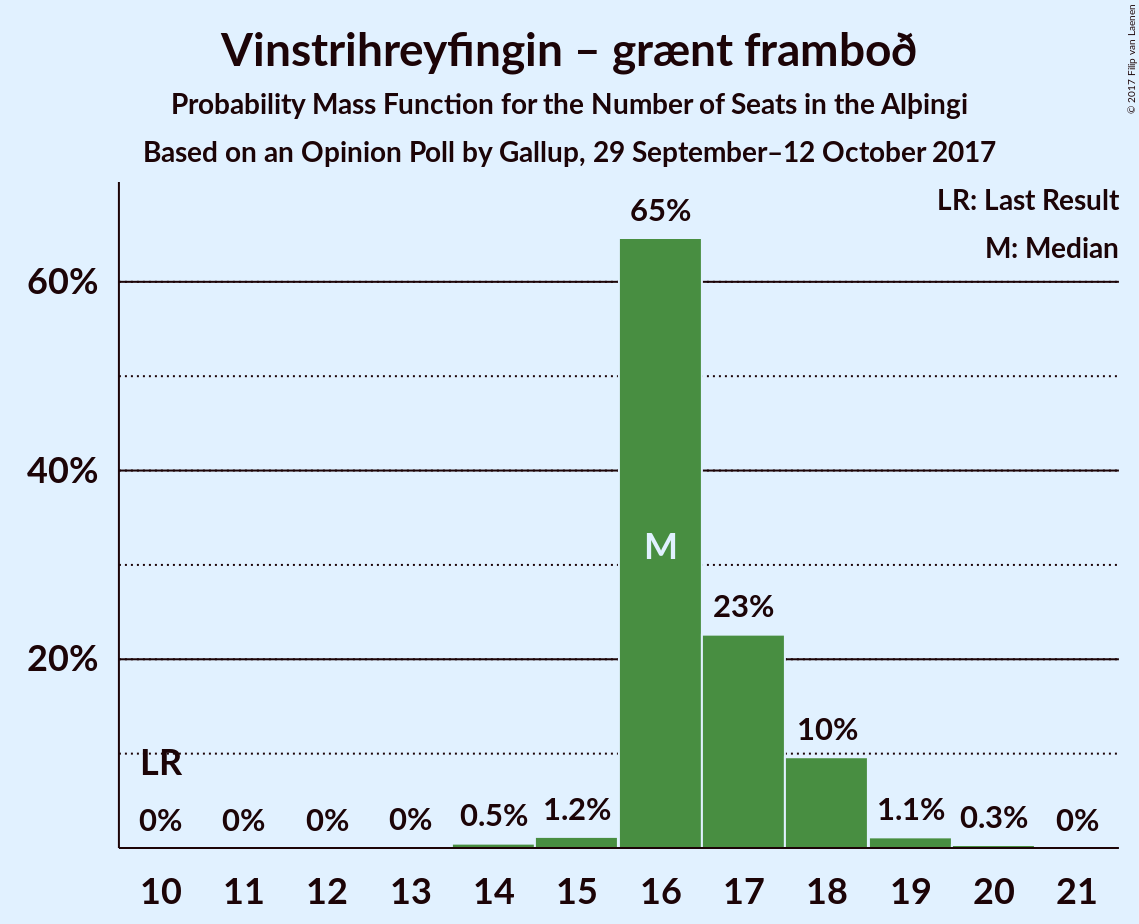 Vinstrihreyfingin – grænt framboð
Probability Mass Function for the Number of Seats in the Alþingi
Based on an Opinion Poll by Gallup, 29 September–12 October 2017
© 2017 Filip van Laenen
LR: Last Result
M: Median
60%
40%
20%
65%
M
23%
10%
LR
0%
0%
0%
0%
0.5%
1.2%
1.1%
0.3%
0%
10 11 12 13 14 15 16 17 18 19 20 21